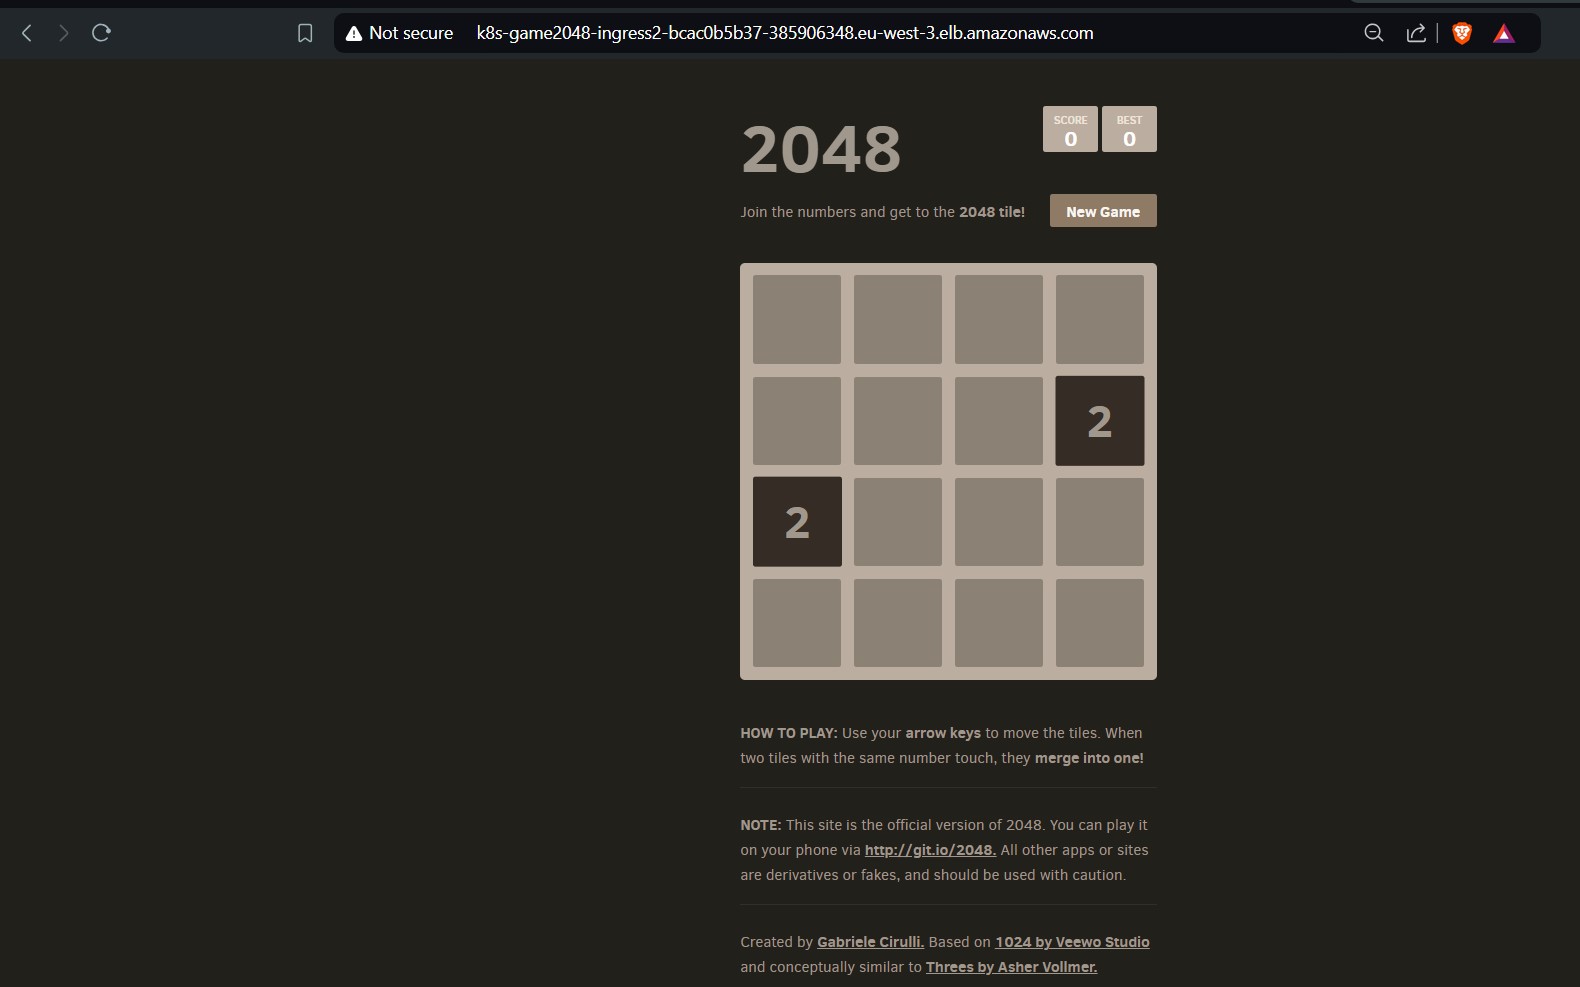 Not secure k8s-game2048-ingress2-bcac0b5b37-385906348.eu-west-3.elb.amazonaws.com
2048
SCORE
0
BEST
0
Join the numbers and get to the 2048 tile!
New Game
2
2
HOW TO PLAY: Use your arrow keys to move the tiles. When
two tiles with the same number touch, they merge into one!
NOTE: This site is the official version of 2048. You can play it
on your phone via http://git.io/2048. All other apps or sites
are derivatives or fakes, and should be used with caution.
Created by Gabriele Cirulli. Based on 1024 by Veewo Studio
and conceptually similar to Threes by Asher Vollmer.